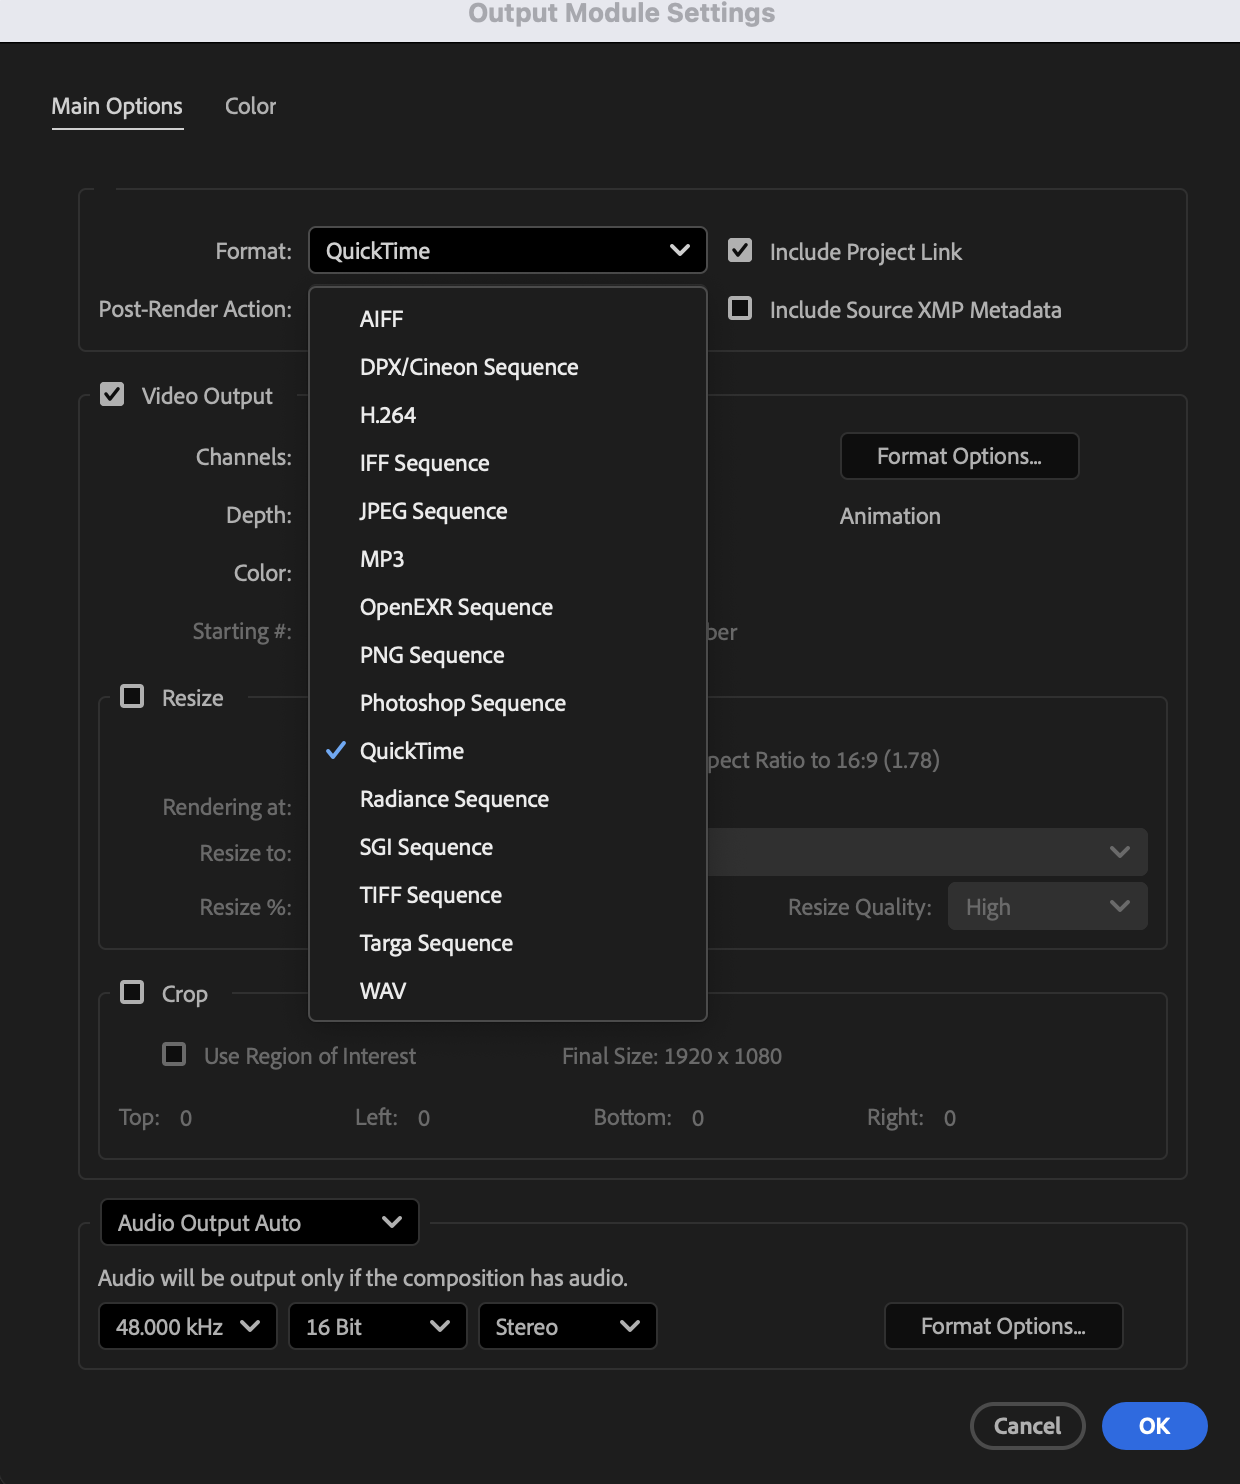 Output Module Settings
Main Options Color
Format: QuickTime Include Project Link
Post-Render Action: Include Source XMP Metadata
AIFF
DPX/Cineon Sequence
H.264
IFF Sequence
JPEG Sequence
MP3
OpenEXR Sequence
PNG Sequence
Photoshop Sequence
QuickTime
Radiance Sequence
SGI Sequence
TIFF Sequence
Targa Sequence
WAV
Video Output
Channels: Format Options...
Depth: Animation
Color:
Starting #:
Resize
Ratio to 16:9 (1.78)
Rendering at:
Resize to:
Resize %: Resize Quality: High
Crop
Use Region of Interest Final Size: 1920 x 1080
Top: 0 Left: 0 Bottom: 0 Right: 0
Audio Output Auto
Audio will be output only if the composition has audio.
48.000 kHz 16 Bit Stereo Format Options...
Cancel OK